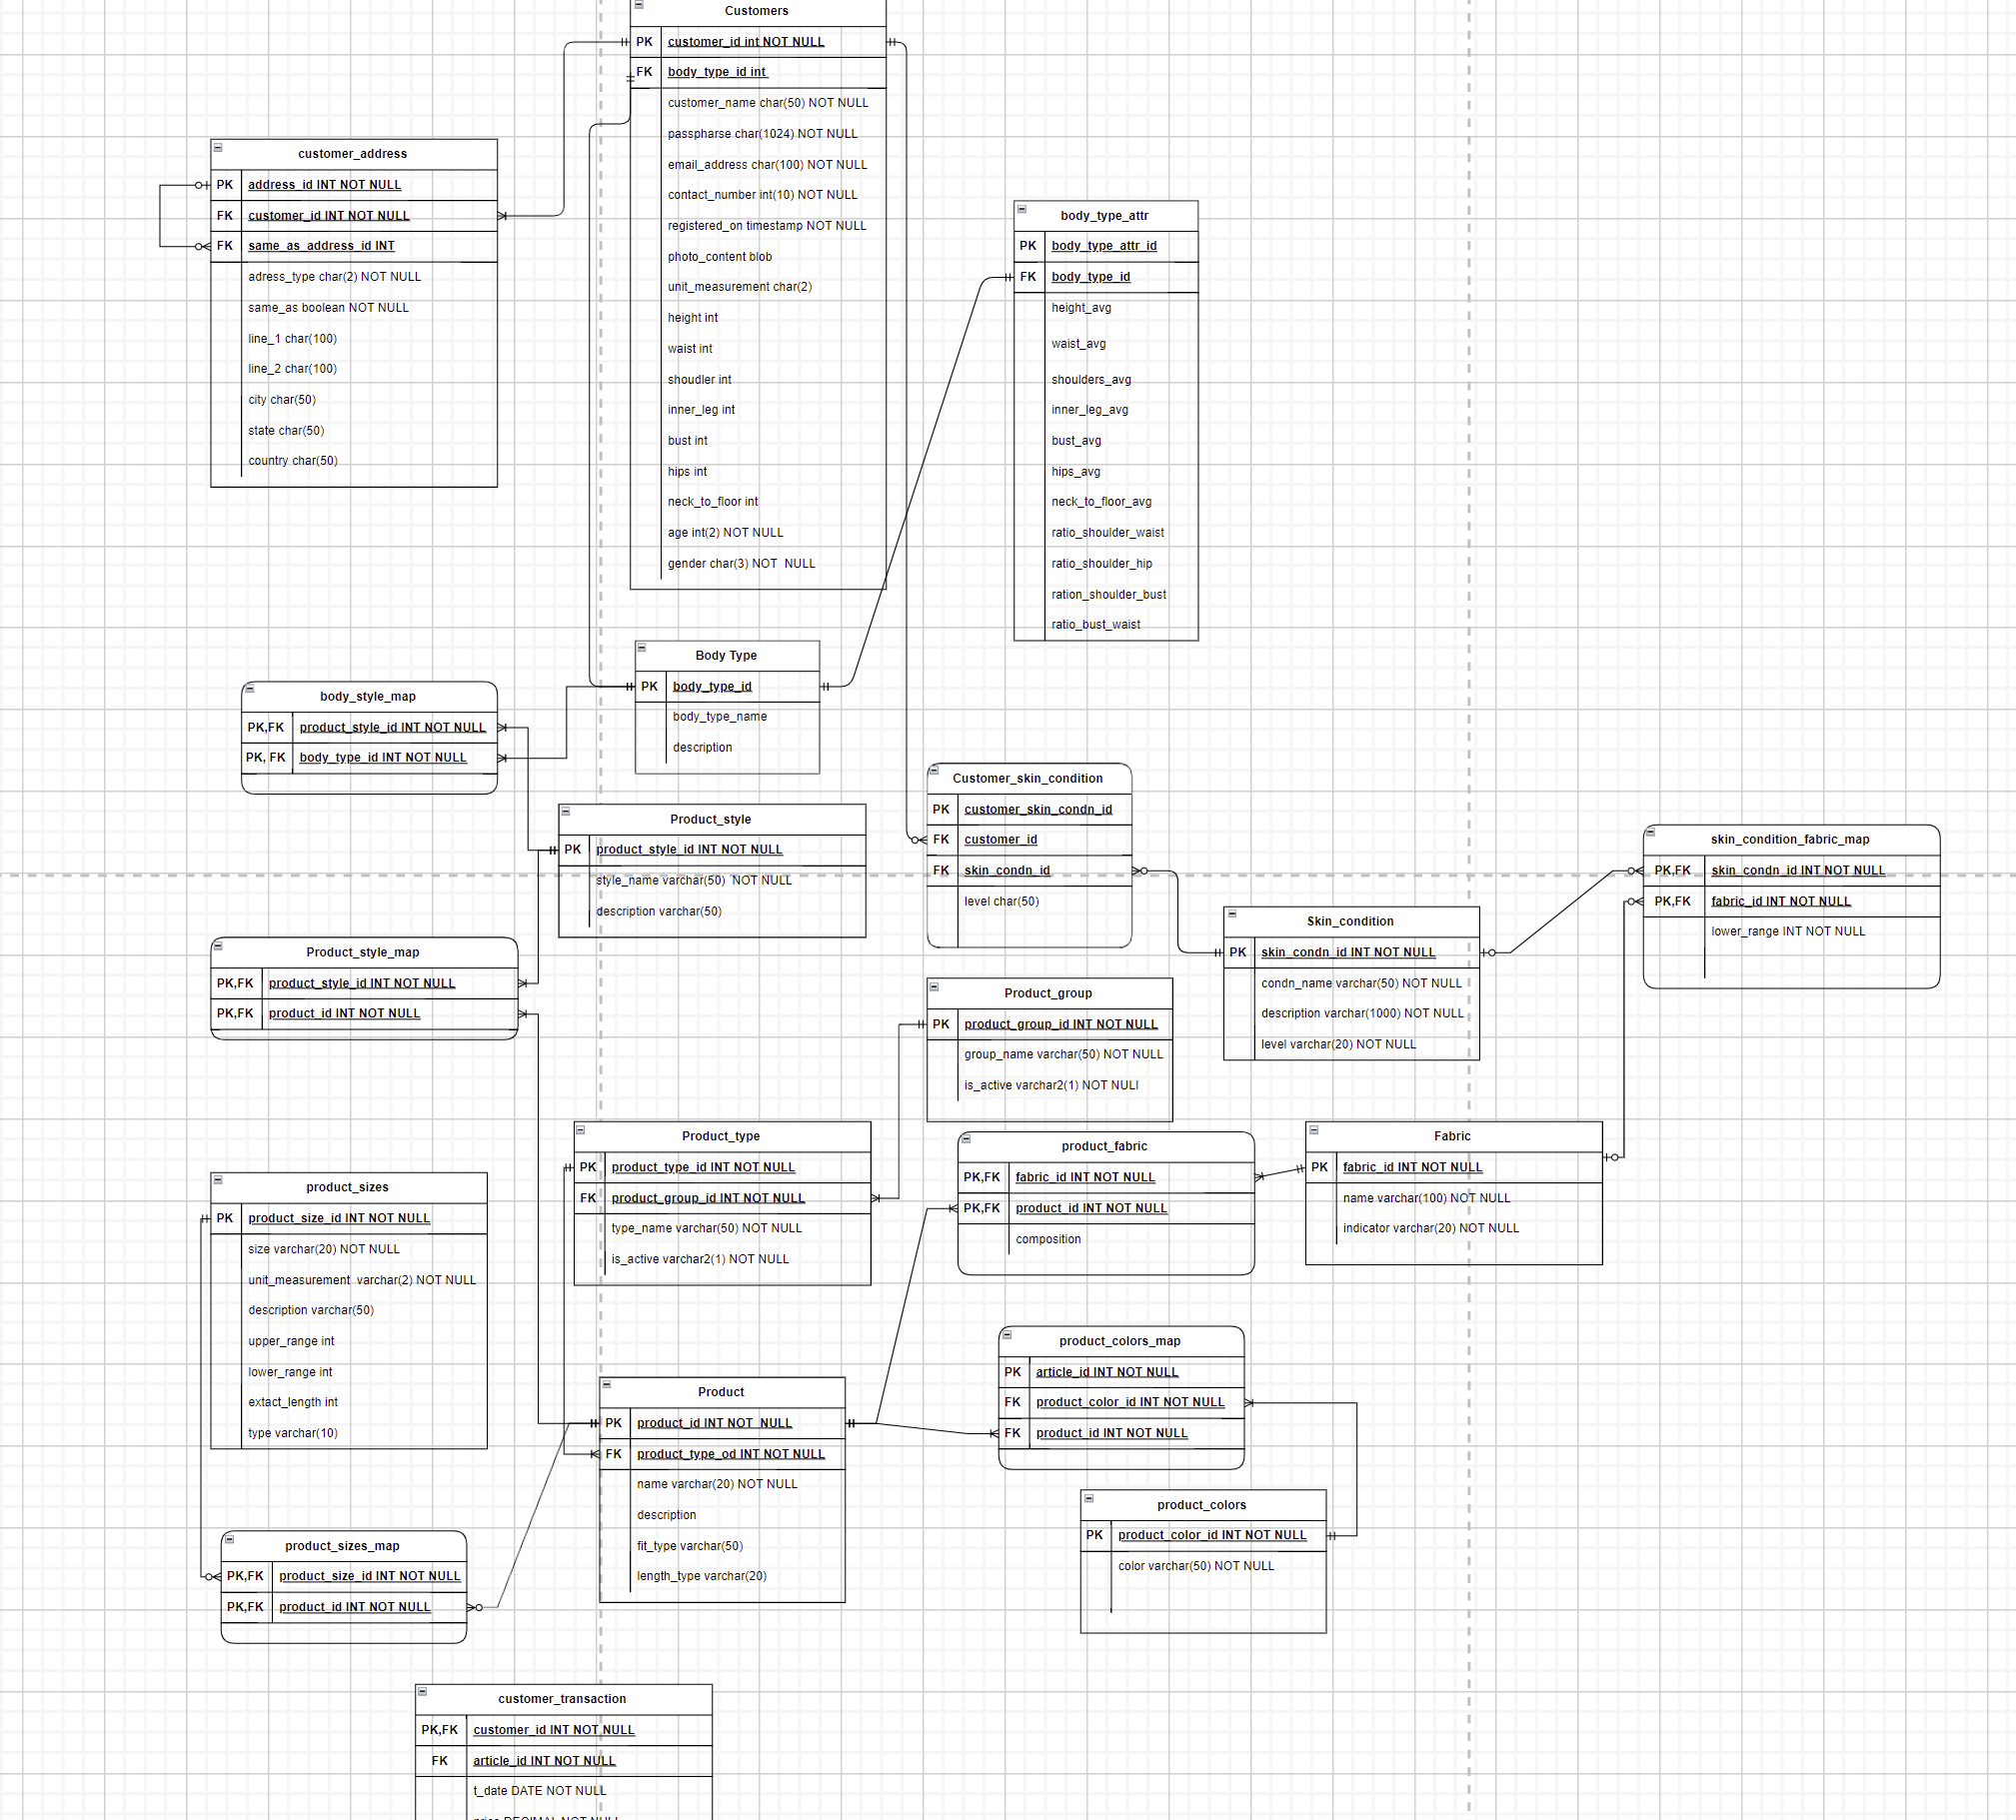 Customers
PK customer_id int NOT NULL
FK body_type_id int
customer_name char(50) NOT NULL
passpharse char(1024) NOT NULL
email_address char(100) NOT NULL
contact_number int(10) NOT NULL
registered_on timestamp NOT NULL
photo_content blob
unit_measurement char(2)
height int
waist int
shoudler int
inner_leg int
bust int
hips int
neck_to_floor int
age int(2) NOT NULL
gender char(3) NOT NULL
customer_address
PK address_id INT NOT NULL
FK customer_id INT NOT NULL
FK same_as_address_id INT
adress_type char(2) NOT NULL
same_as boolean NOT NULL
line_1 char(100)
line_2 char(100)
city char(50)
state char(50)
country char(50)
body_type_attr
PK body_type_attr_id
FK body_type_id
height_avg
waist_avg
shoulders_avg
inner_leg_avg
bust_avg
hips_avg
neck_to_floor_avg
ratio_shoulder_waist
ratio_shoulder_hip
ration_shoulder_bust
ratio_bust_waist
Body Type
PK body_type_id
body_type_name
description
body_style_map
PK,FK product_style_id INT NOT NULL
PK, FK body_type_id INT NOT NULL
Product_style
PK product_style_id INT NOT NULL
style_name varchar(50) NOT NULL
description varchar(50)
Customer_skin_condition
PK customer_skin_condn_id
FK customer_id
FK skin_condn_id
level char(50)
skin_condition_fabric_map
PK,FK skin_condn_id INT NOT NULL
PK,FK fabric_id INT NOT NULL
lower_range INT NOT NULL
Skin_condition
PK skin_condn_id INT NOT NULL
condn_name varchar(50) NOT NULL
description varchar(1000) NOT NULL
level varchar(20) NOT NULL
Product_style_map
PK,FK product_style_id INT NOT NULL
PK,FK product_id INT NOT NULL
Product_group
PK product_group_id INT NOT NULL
group_name varchar(50) NOT NULL
is_active varchar2(1) NOT NULl
Product_type
PK product_type_id INT NOT NULL
FK product_group_id INT NOT NULL
type_name varchar(50) NOT NULL
is_active varchar2(1) NOT NULL
product_fabric
PK,FK fabric_id INT NOT NULL
PK,FK product_id INT NOT NULL
composition
Fabric
PK fabric_id INT NOT NULL
name varchar(100) NOT NULL
indicator varchar(20) NOT NULL
product_sizes
PK product_size_id INT NOT NULL
size varchar(20) NOT NULL
unit_measurement varchar(2) NOT NULL
description varchar(50)
upper_range int
lower_range int
extact_length int
type varchar(10)
product_colors_map
PK article_id INT NOT NULL
FK product_color_id INT NOT NULL
FK product_id INT NOT NULL
Product
PK product_id INT NOT NULL
FK product_type_od INT NOT NULL
name varchar(20) NOT NULL
description
fit_type varchar(50)
length_type varchar(20)
product_colors
PK product_color_id INT NOT NULL
color varchar(50) NOT NULL
product_sizes_map
PK,FK product_size_id INT NOT NULL
PK,FK product_id INT NOT NULL
customer_transaction
PK,FK customer_id INT NOT NULL
FK article_id INT NOT NULL
t_date DATE NOT NULL
price DECIMAL NOT NULL